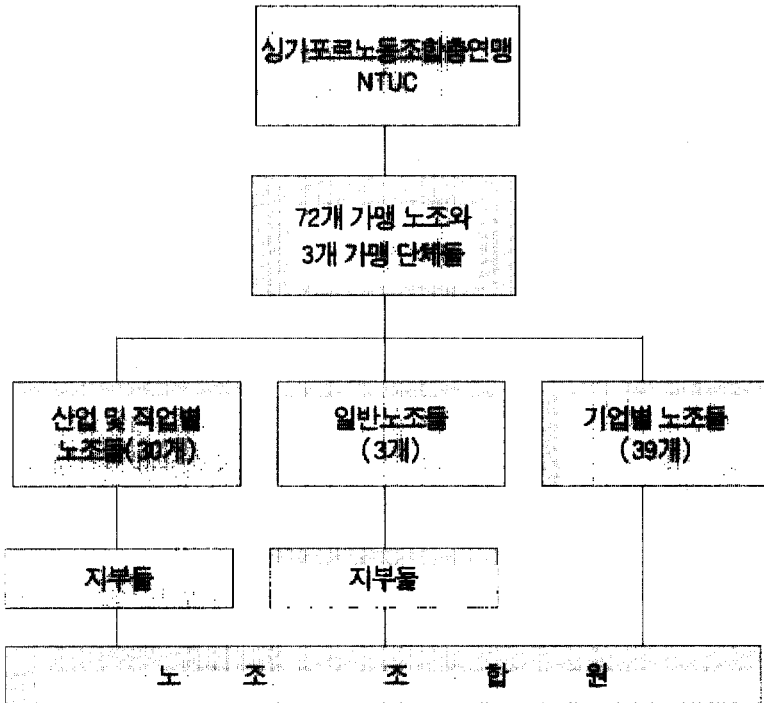 싱가포르노동조합총연맹
NTUC
72개 가맹 노조와
3개 가맹 단체들
산업 및 직업별
노조들(30개)
일반노조들
(3개)
기업별 노조들
(39개)
지부들
지부들
노 조 조 합 원